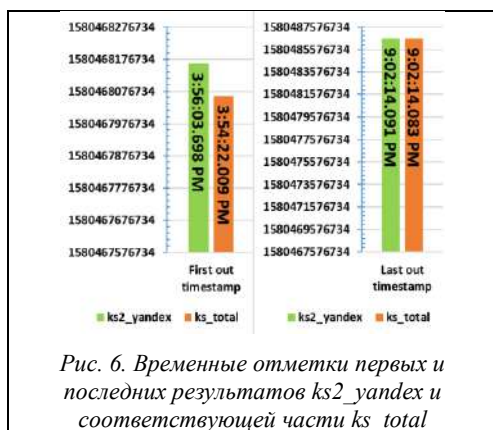 1580468276734
1580468176734
1580468076734
1580467976734
1580467876734
1580467776734
1580467676734
1580467576734
3:56:03.698 PM
3:54:22.009 PM
First out
timestamp
ks2_yandex ks_total
1580487576734
1580485576734
1580483576734
1580481576734
1580479576734
1580477576734
1580475576734
1580473576734
1580471576734
1580469576734
1580467576734
9:02:14.091 PM
9:02:14.083 PM
Last out
timestamp
ks2_yandex ks_total
Рис. 6. Временные отметки первых и
последних результатов ks2_yandex и
соответствующей части ks_total